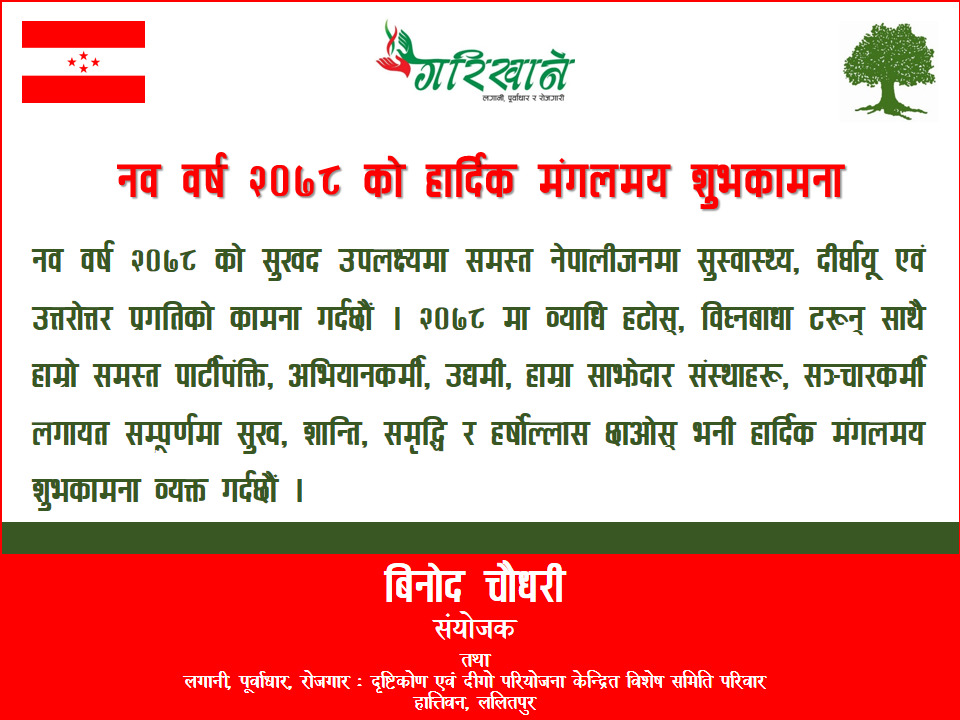 गरिखाने
लगानी, पूर्वाधार र रोजगारी
नव वर्ष २०७८ को हार्दिक मंगलमय शुभकामना
नव वर्ष २०७८ को सुखद उपलक्ष्यमा समस्त नेपालीजनमा सुस्वास्थ्य, दीर्घायू एवं
उत्तरोत्तर प्रगतिको कामना गर्दछौं । २०७८ मा व्याधि हटोस्, विघ्नबाधा टरून् साथै
हाम्रो समस्त पार्टीपंक्ति, अभियानकर्मी, उद्यमी, हाम्रा साझेदार संस्थाहरू, सञ्चारकर्मी
लगायत सम्पूर्णमा सुख, शान्ति, समृद्धि र हर्षोल्लास छाओस् भनी हार्दिक मंगलमय
शुभकामना व्यक्त गर्दछौं ।
बिनोद चौधरी
संयोजक
तथा
लगानी, पूर्वाधार, रोजगार : दृष्टिकोण एवं दीगो परियोजना केन्द्रित विशेष समिति परिवार
हात्तिवन, ललितपुर